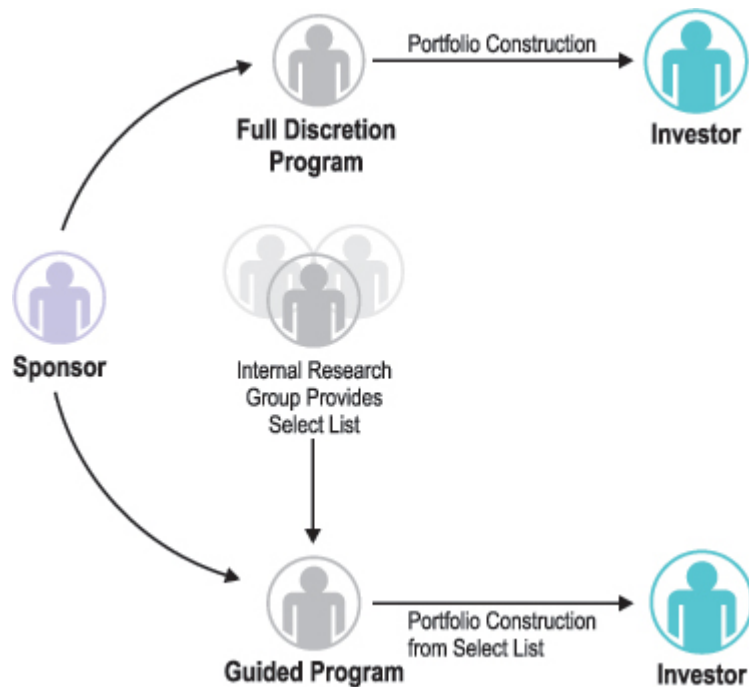 Portfolio Construction
Full Discretion
Program
Investor
Sponsor
Internal Research
Group Provides
Select List
Portfolio Construction
from Select List
Guided Program
Investor